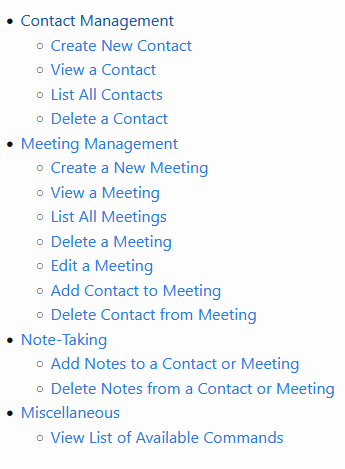 Contact Management
Create New Contact
View a Contact
List All Contacts
Delete a Contact
Meeting Management
Create a New Meeting
View a Meeting
List All Meetings
Delete a Meeting
Edit a Meeting
Add Contact to Meeting
Delete Contact from Meeting
Note-Taking
Add Notes to a Contact or Meeting
Delete Notes from a Contact or Meeting
Miscellaneous
View List of Available Commands